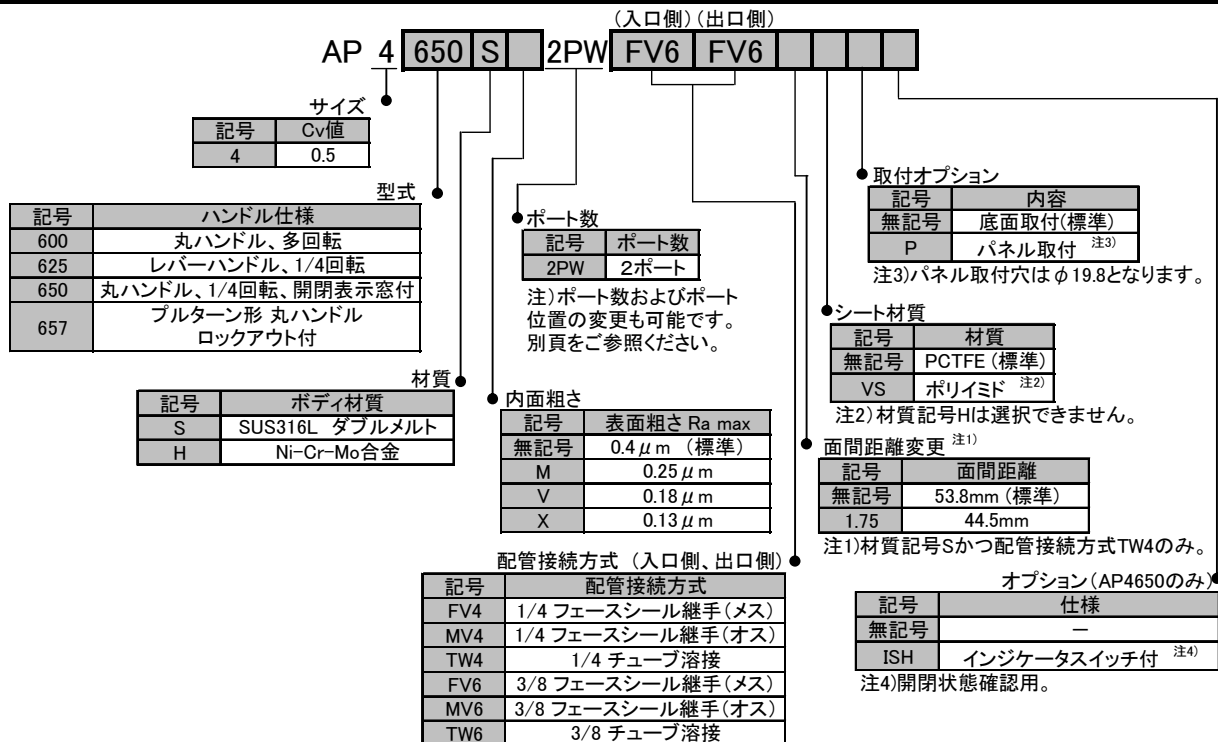 (入口側)(出口側)
AP 4 650 S 2PW FV6 FV6
サイズ
記号 Cv値
4 0.5
型式
記号 ハンドル仕様
600 丸ハンドル、多回転
625 レバーハンドル、1/4回転
650 丸ハンドル、1/4回転、開閉表示窓付
657 プルターン形 丸ハンドル
ロックアウト付
材質
記号 ボディ材質
S SUS316L ダブルメルト
H Ni-Cr-Mo合金
ポート数
記号 ポート数
2PW 2ポート
注)ポート数およびポート
位置の変更も可能です。
別頁をご参照ください。
内面粗さ
記号 表面粗さ Ra max
無記号 0.4μm (標準)
M 0.25μm
V 0.18μm
X 0.13μm
配管接続方式 (入口側、出口側)
記号 配管接続方式
FV4 1/4 フェースシール継手(メス)
MV4 1/4 フェースシール継手(オス)
TW4 1/4 チューブ溶接
FV6 3/8 フェースシール継手(メス)
MV6 3/8 フェースシール継手(オス)
TW6 3/8 チューブ溶接
取付オプション
記号 内容
無記号 底面取付(標準)
P パネル取付 注3)
注3)パネル取付穴はφ19.8となります。
シート材質
記号 材質
無記号 PCTFE (標準)
VS ポリイミド 注2)
注2)材質記号Hは選択できません。
面間距離変更 注1)
記号 面間距離
無記号 53.8mm (標準)
1.75 44.5mm
注1)材質記号Sかつ配管接続方式TW4のみ。
オプション(AP4650のみ)
記号 仕様
無記号 －
ISH インジケータスイッチ付 注4)
注4)開閉状態確認用。